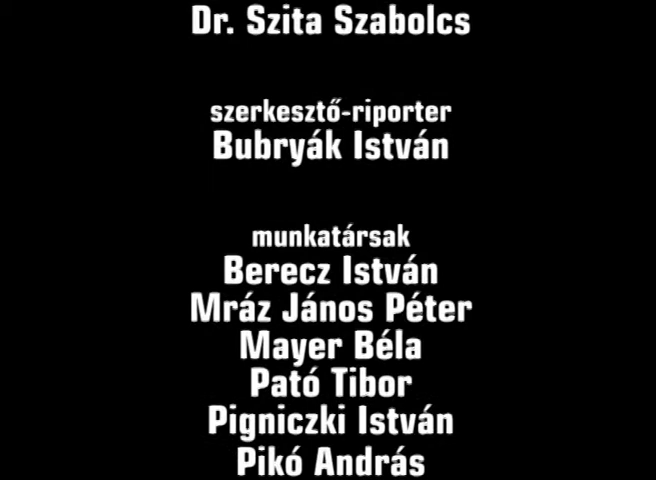 Dr. Szita Szabolcs
szerkesztő-riporter
Bubryák István
munkatársak
Berecz István
Mráz János Péter
Mayer Béla
Pató Tibor
Pigniczki István
Pikó András